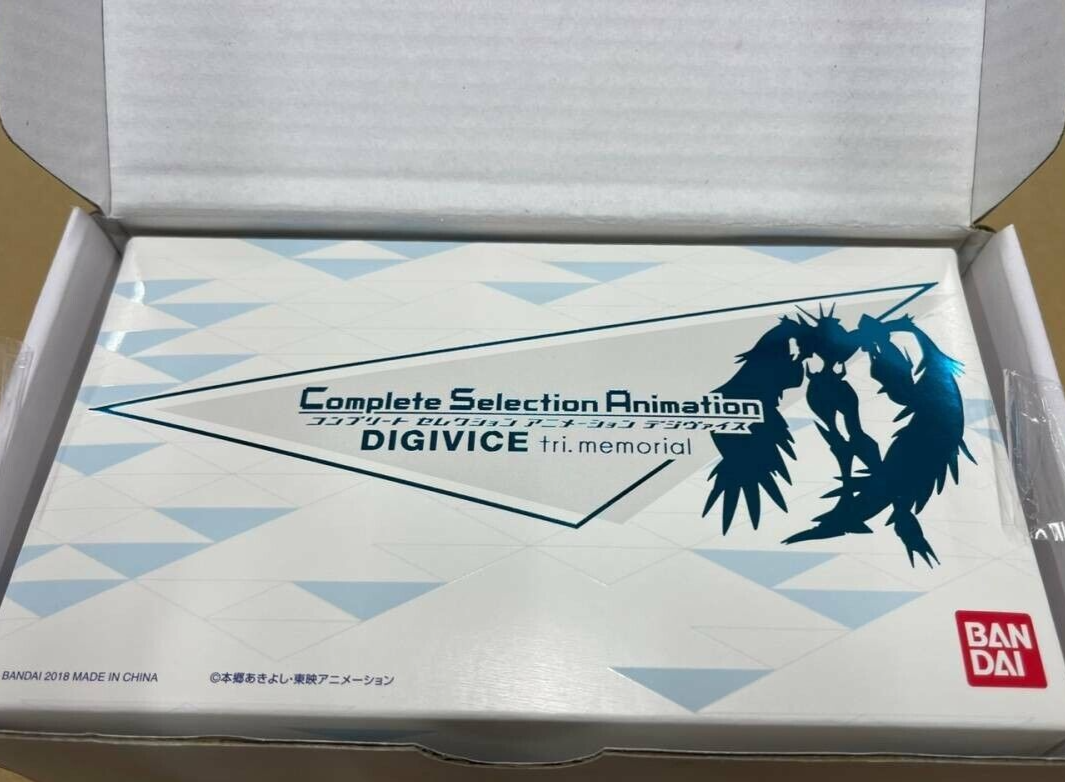 Complete Selection Animation
コンプリート セレクション アニメーション デジヴァイス
DIGIVICE tri. memorial
BANDAI 2018 MADE IN CHINA
©本郷あきよし・東映アニメーション
BAN
DAI